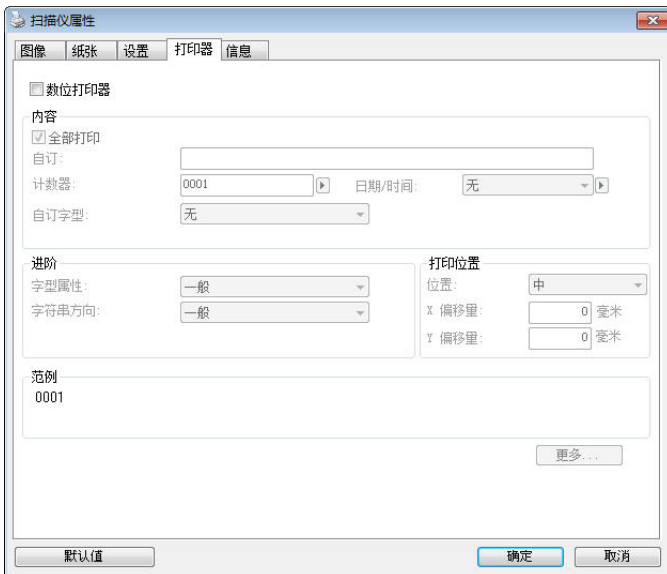 扫描仪属性
图像 纸张 设置 打印器 信息
数位打印器
内容
全部打印
自订:
计数器: 0001 日期/时间: 无
自订字型: 无
进阶
字型属性: 一般
字符串方向: 一般
打印位置
位置: 中
X 偏移量: 0 毫米
Y 偏移量: 0 毫米
范例
0001
更多...
默认值 确定 取消